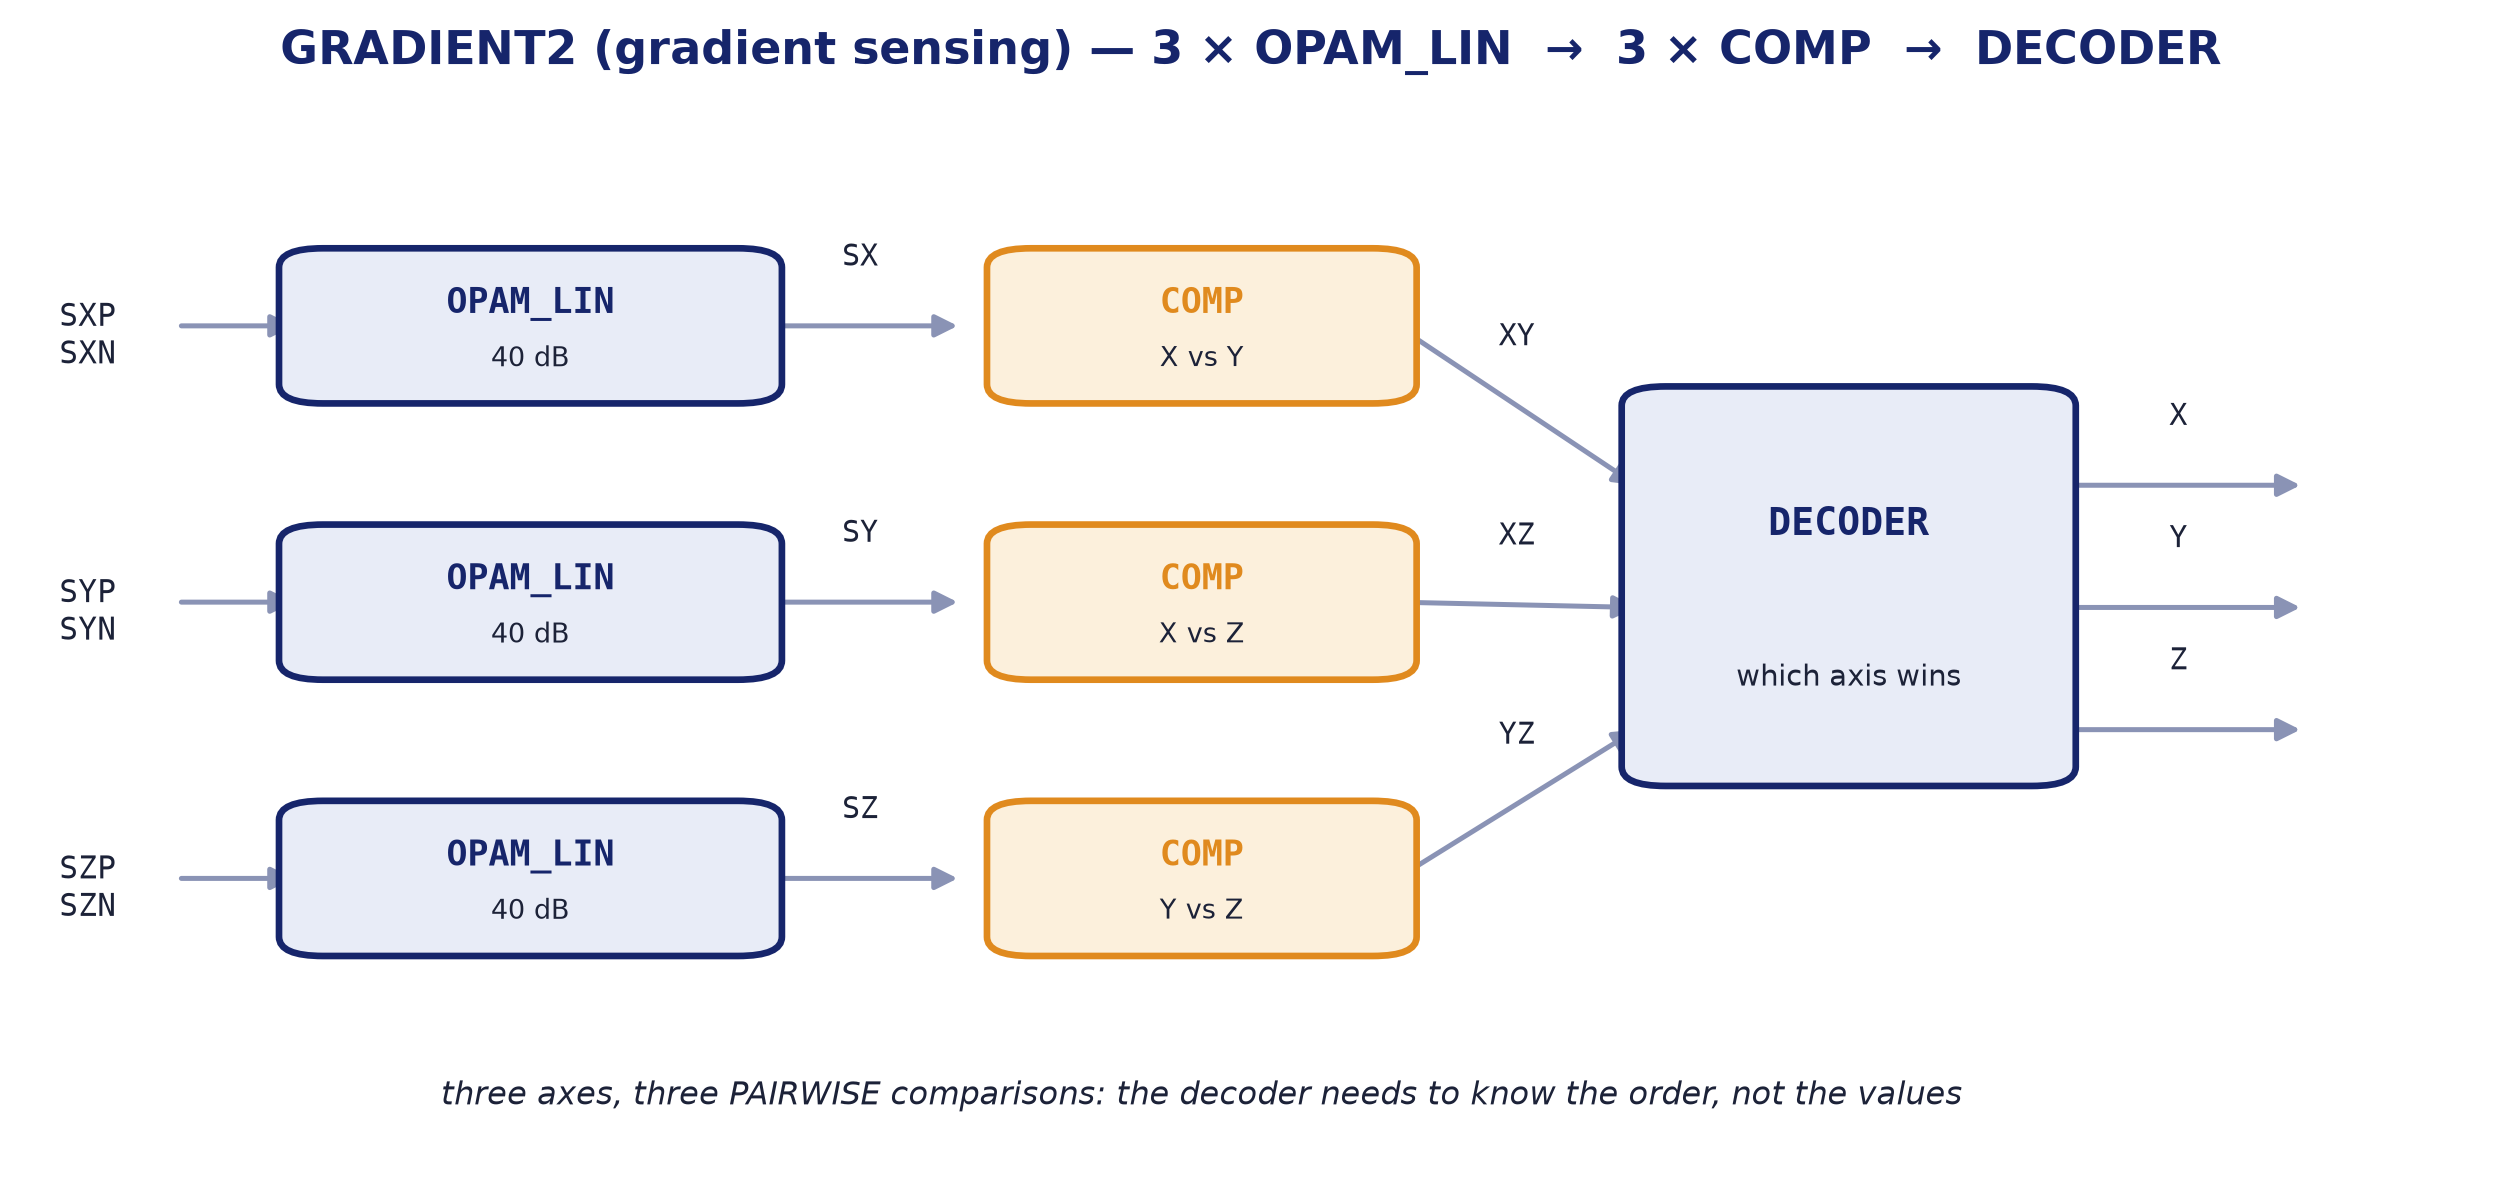 GRADIENT2 (gradient sensing) — 3 × OPAM_LIN → 3 × COMP → DECODER
SXP
SXN
OPAM_LIN
40 dB
SX
COMP
X vs Y
XY
SYP
SYN
OPAM_LIN
40 dB
SY
COMP
X vs Z
XZ
SZP
SZN
OPAM_LIN
40 dB
SZ
COMP
Y vs Z
YZ
DECODER
which axis wins
X
Y
Z
three axes, three PAIRWISE comparisons: the decoder needs to know the order, not the values